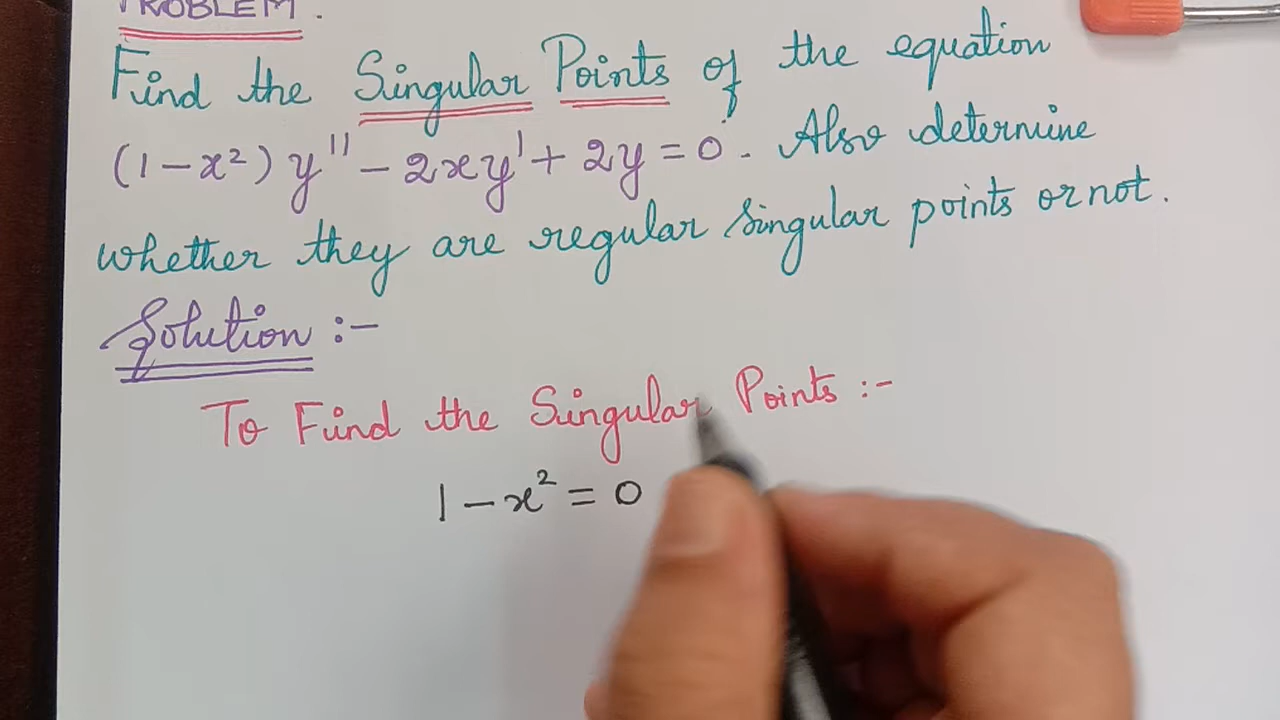 PROBLEM.
Find the Singular Points of the equation
(1-x²) y'' - 2xy' + 2y = 0. Also determine
whether they are regular singular points or not.
Solution :-
To Find the Singular Points :-
1 - x² = 0